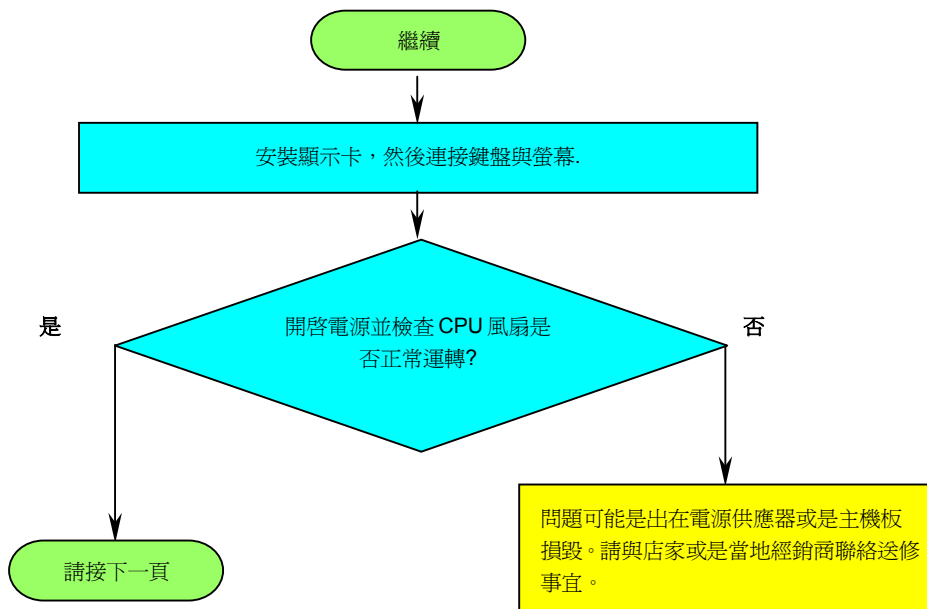 繼續
安裝顯示卡，然後連接鍵盤與螢幕.
開啓電源並檢查 CPU 風扇是
否正常運轉?
是
否
問題可能是出在電源供應器或是主機板
損毀。請與店家或是當地經銷商聯絡送修
事宜。
請接下一頁